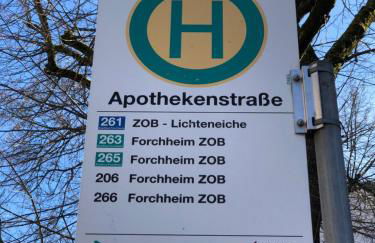 H
Apothekenstraße
261 ZOB - Lichteneiche
263 Forchheim ZOB
265 Forchheim ZOB
206 Forchheim ZOB
266 Forchheim ZOB